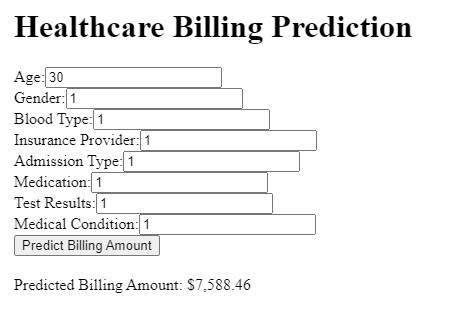 Healthcare Billing Prediction
Age: 30
Gender: 1
Blood Type: 1
Insurance Provider: 1
Admission Type: 1
Medication: 1
Test Results: 1
Medical Condition: 1
Predict Billing Amount
Predicted Billing Amount: $7,588.46